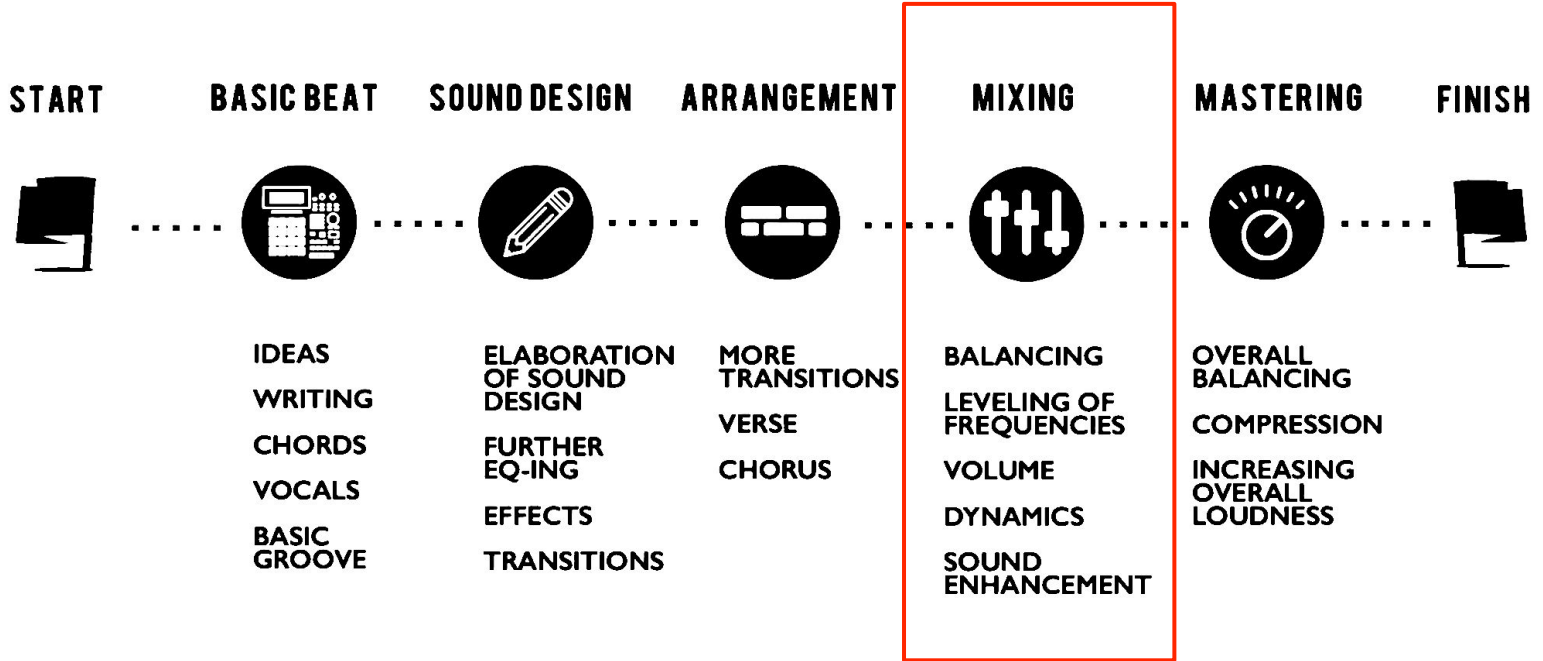 START
BASIC BEAT
SOUND DESIGN
ARRANGEMENT
MIXING
MASTERING
FINISH
IDEAS
WRITING
CHORDS
VOCALS
BASIC
GROOVE
ELABORATION
OF SOUND
DESIGN
FURTHER
EQ-ING
EFFECTS
TRANSITIONS
MORE
TRANSITIONS
VERSE
CHORUS
BALANCING
LEVELING OF
FREQUENCIES
VOLUME
DYNAMICS
SOUND
ENHANCEMENT
OVERALL
BALANCING
COMPRESSION
INCREASING
OVERALL
LOUDNESS